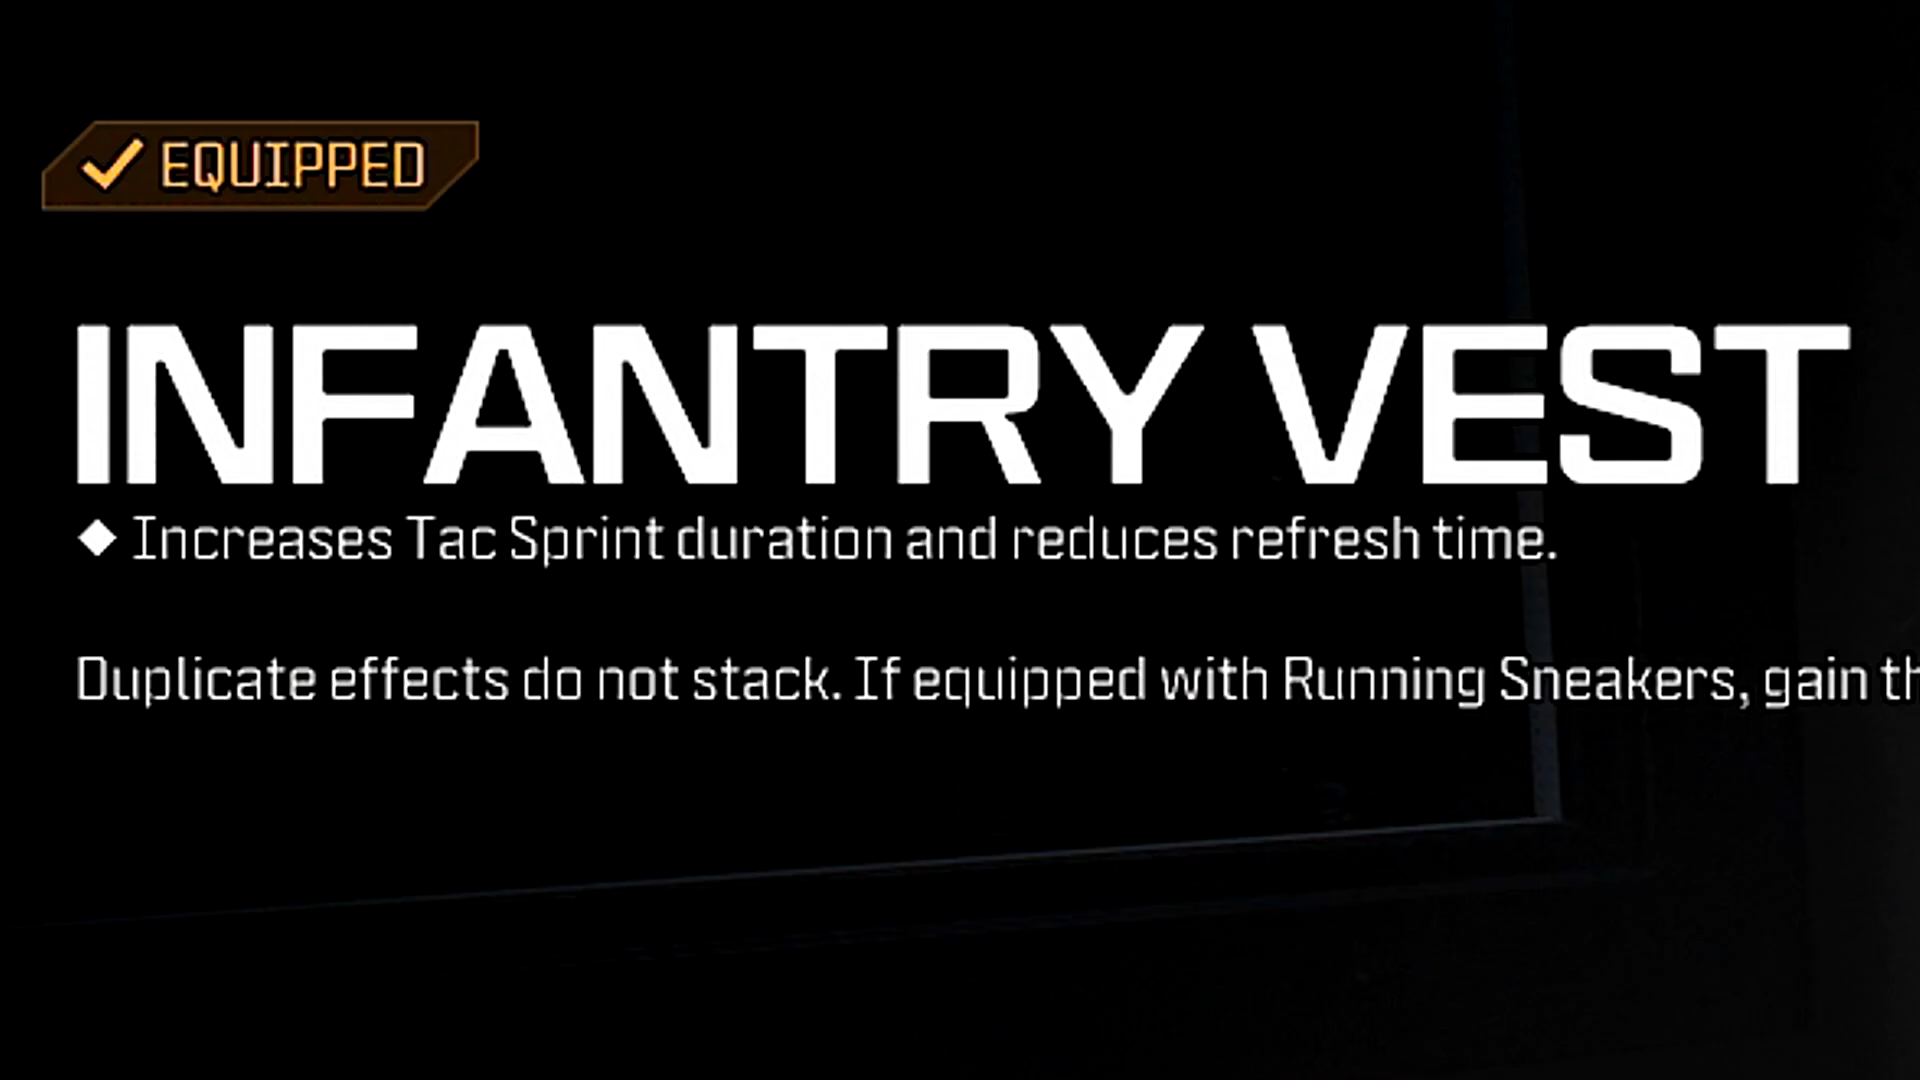 EQUIPPED
INFANTRY VEST
Increases Tac Sprint duration and reduces refresh time.
Duplicate effects do not stack. If equipped with Running Sneakers, gain